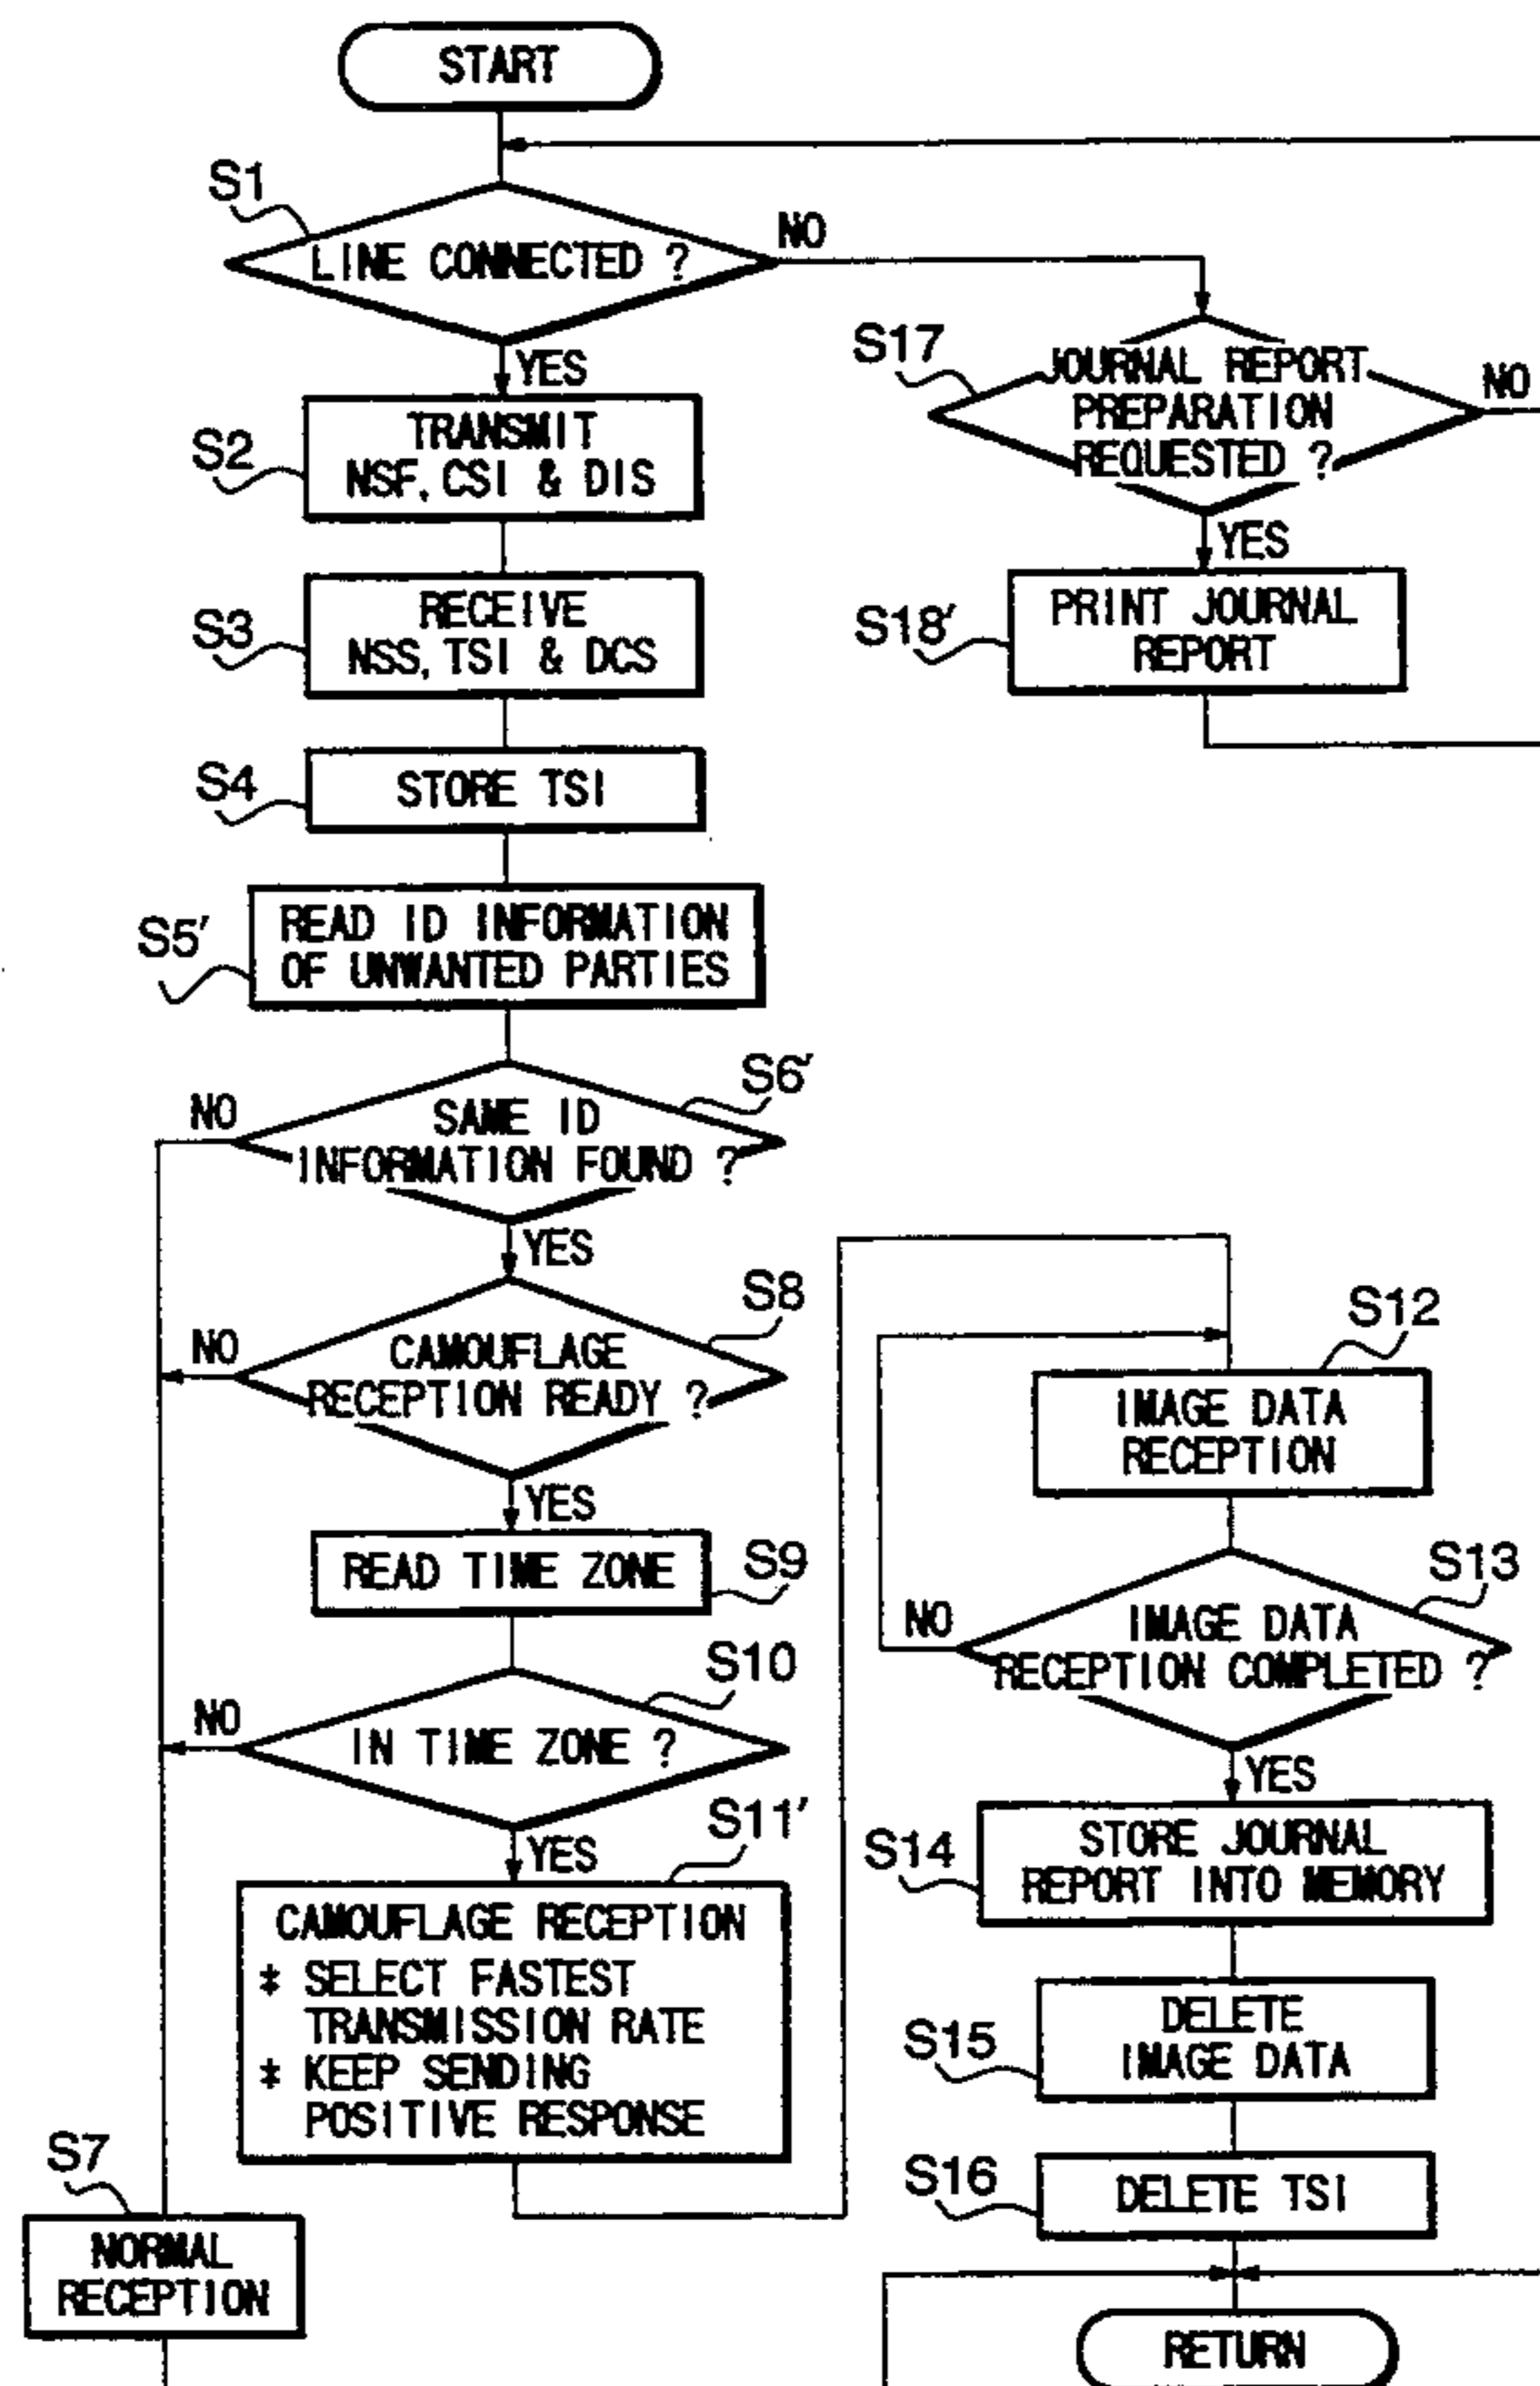 START
S1
LINE CONNECTED ?
NO
YES
S2
TRANSMIT
NSF, CSI & DIS
S3
RECEIVE
NSS, TSI & DCS
S4
STORE TSI
S5'
READ ID INFORMATION
OF UNWANTED PARTIES
S6'
SAME ID
INFORMATION FOUND ?
NO
YES
S8
CAMOUFLAGE
RECEPTION READY ?
NO
YES
S9
READ TIME ZONE
S10
IN TIME ZONE ?
NO
YES
S11'
CAMOUFLAGE RECEPTION
* SELECT FASTEST
TRANSMISSION RATE
* KEEP SENDING
POSITIVE RESPONSE
S7
NORMAL
RECEPTION
S17
JOURNAL REPORT
PREPARATION
REQUESTED ?
NO
YES
S18'
PRINT JOURNAL
REPORT
S12
IMAGE DATA
RECEPTION
S13
IMAGE DATA
RECEPTION COMPLETED ?
NO
YES
S14
STORE JOURNAL
REPORT INTO MEMORY
S15
DELETE
IMAGE DATA
S16
DELETE TSI
RETURN